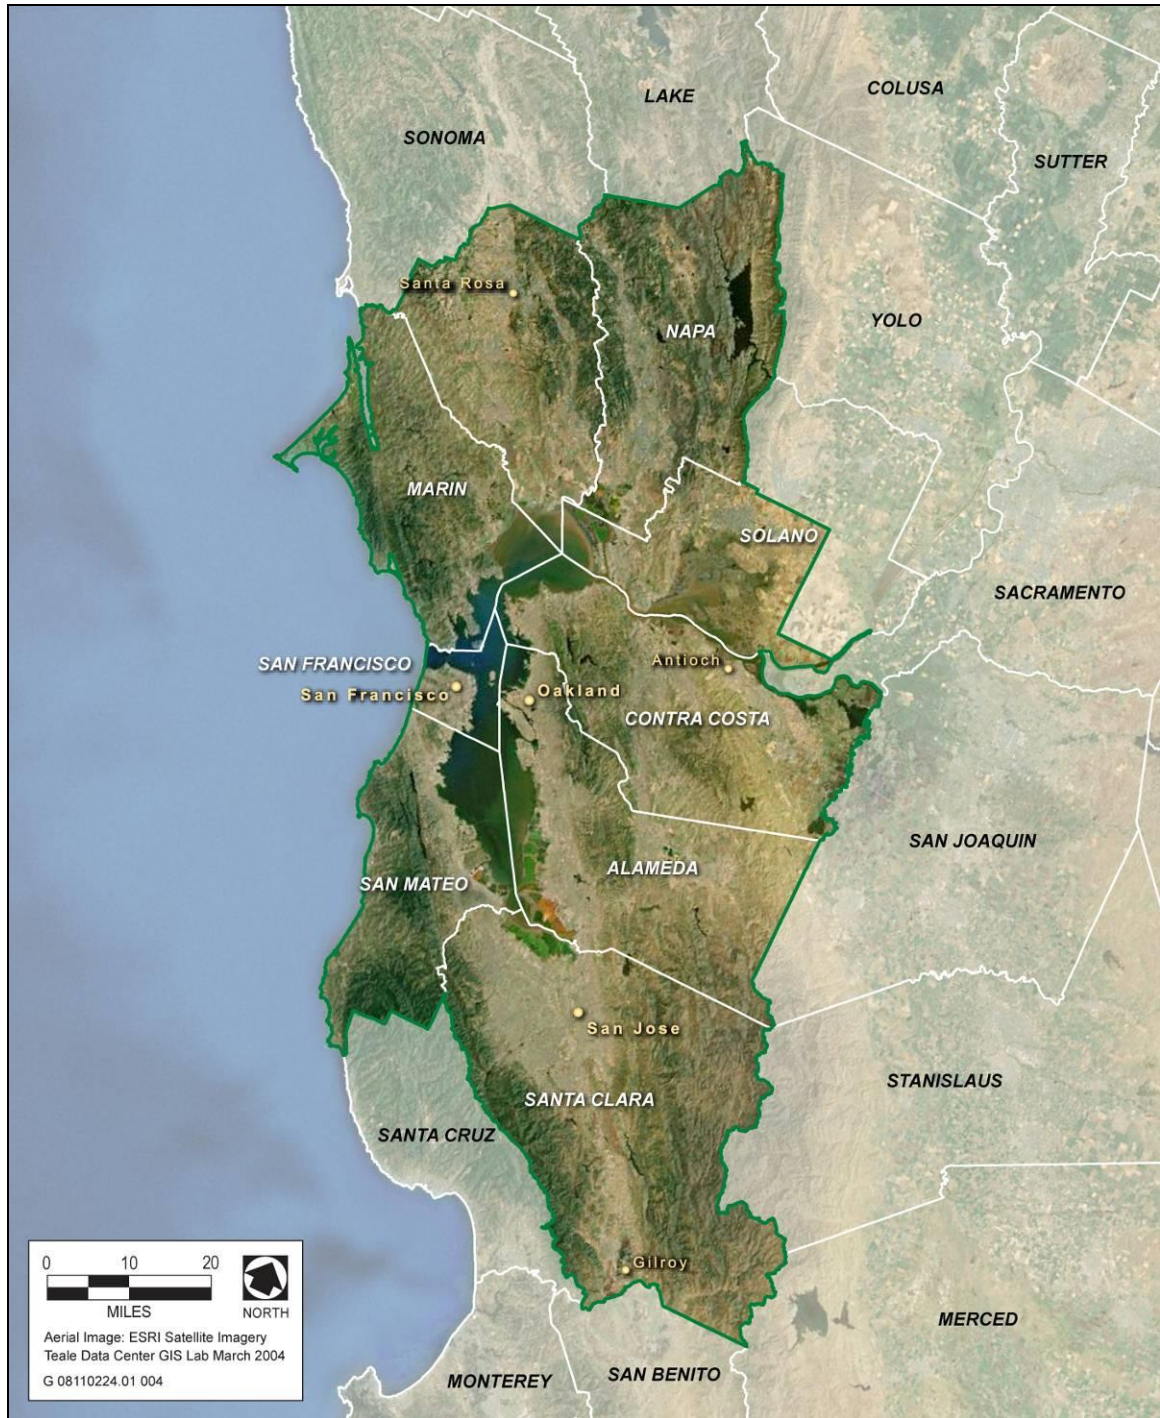 COLUSA
LAKE
SONOMA
SUTTER
Santa Rosa
NAPA
YOLO
MARIN
SOLANO
SACRAMENTO
SAN FRANCISCO
Antioch
San Francisco
Oakland
CONTRA COSTA
SAN JOAQUIN
ALAMEDA
SAN MATEO
San Jose
STANISLAUS
SANTA CLARA
SANTA CRUZ
Gilroy
MERCED
SAN BENITO
MONTEREY
0 10 20
MILES
NORTH
Aerial Image: ESRI Satellite Imagery
Teale Data Center GIS Lab March 2004
G 08110224.01 004